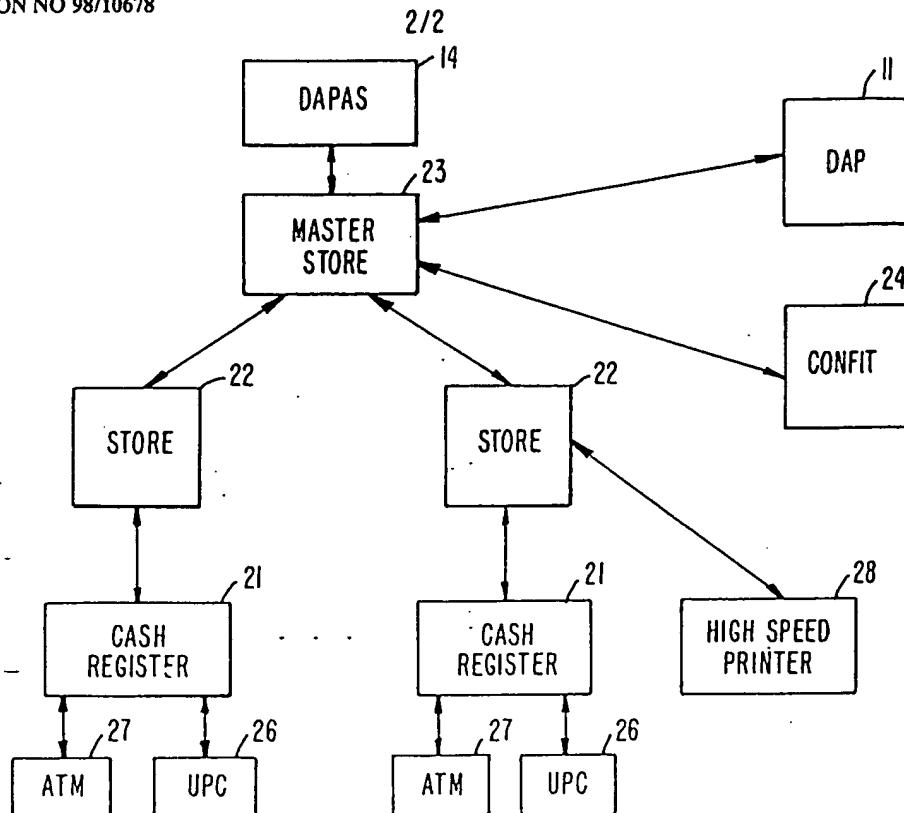 ON NO 98/10678
2/2
14
DAPAS
11
DAP
23
MASTER
STORE
24
CONFIT
22
STORE
22
STORE
21
CASH
REGISTER
21
CASH
REGISTER
28
HIGH SPEED
PRINTER
27
ATM
26
UPC
27
ATM
26
UPC